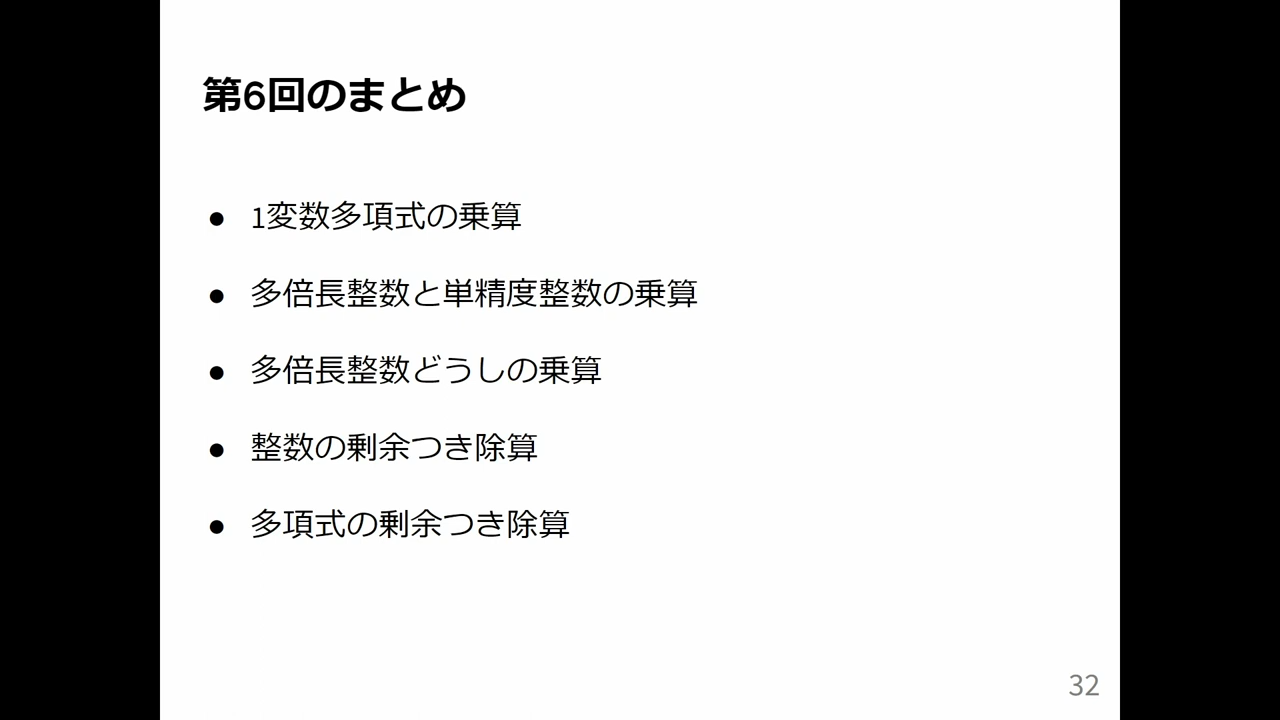 第6回のまとめ
● 1変数多項式の乗算
● 多倍長整数と単精度整数の乗算
● 多倍長整数どうしの乗算
● 整数の剰余つき除算
● 多項式の剰余つき除算
32